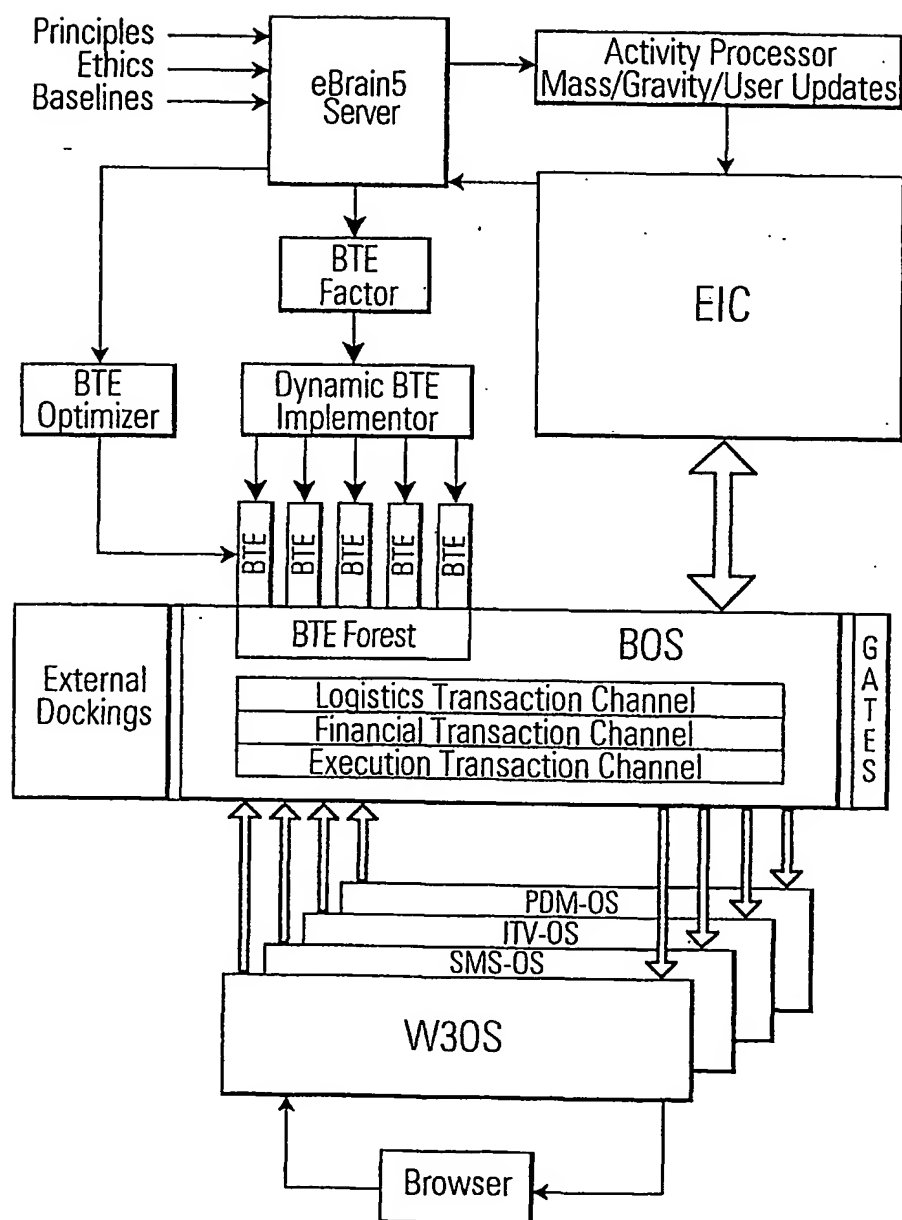 Principles
Ethics
Baselines
eBrain5
Server
Activity Processor
Mass/Gravity/User Updates
BTE
Factor
EIC
BTE
Optimizer
Dynamic BTE
Implementor
BTE
BTE
BTE
BTE
BTE
BTE Forest
BOS
GATES
External
Dockings
Logistics Transaction Channel
Financial Transaction Channel
Execution Transaction Channel
PDM-OS
ITV-OS
SMS-OS
W3OS
Browser